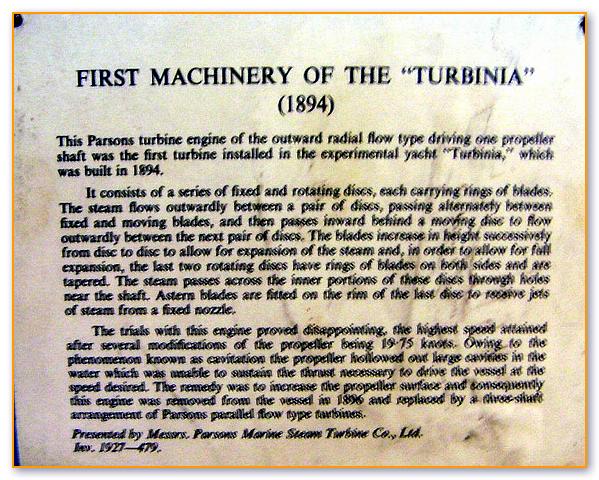 FIRST MACHINERY OF THE “TURBINIA”
(1894)
This Parsons turbine engine of the outward radial flow type driving one propeller
shaft was the first turbine installed in the experimental yacht “Turbinia,” which
was built in 1894.
It consists of a series of fixed and rotating discs, each carrying rings of blades.
The steam flows outwardly between a pair of discs, passing alternately between
fixed and moving blades, and then passes inward behind a moving disc to flow
outwardly between the next pair of discs. The blades increase in height successively
from disc to disc to allow for expansion of the steam and, in order to allow for full
expansion, the last two rotating discs have rings of blades on both sides and are
tapered. The steam passes across the inner portions of these discs through holes
near the shaft. Astern blades are fitted on the rim of the last disc to receive jets
of steam from a fixed nozzle.
The trials with this engine proved disappointing, the highest speed attained
after several modifications of the propeller being 19·75 knots. Owing to the
phenomenon known as cavitation the propeller hollowed out large cavities in the
water which was unable to sustain the thrust necessary to drive the vessel at the
speed desired. The remedy was to increase the propeller surface and consequently
this engine was removed from the vessel in 1896 and replaced by a three-shaft
arrangement of Parsons parallel flow type turbines.
Presented by Messrs. Parsons Marine Steam Turbine Co., Ltd.
Inv. 1927—479.